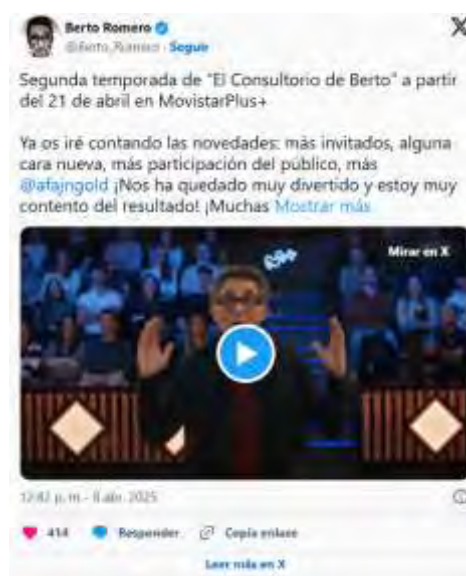 Berto Romero
@Berto_Romero · Seguir
Segunda temporada de "El Consultorio de Berto" a partir
del 21 de abril en MovistarPlus+
Ya os iré contando las novedades: más invitados, alguna
cara nueva, más participación del público, más
@afajngold ¡Nos ha quedado muy divertido y estoy muy
contento del resultado! ¡Muchas Mostrar más
Mirar en X
12:42 p. m. · 8 abr. 2025
414 Responder Copia enlace
Leer más en X